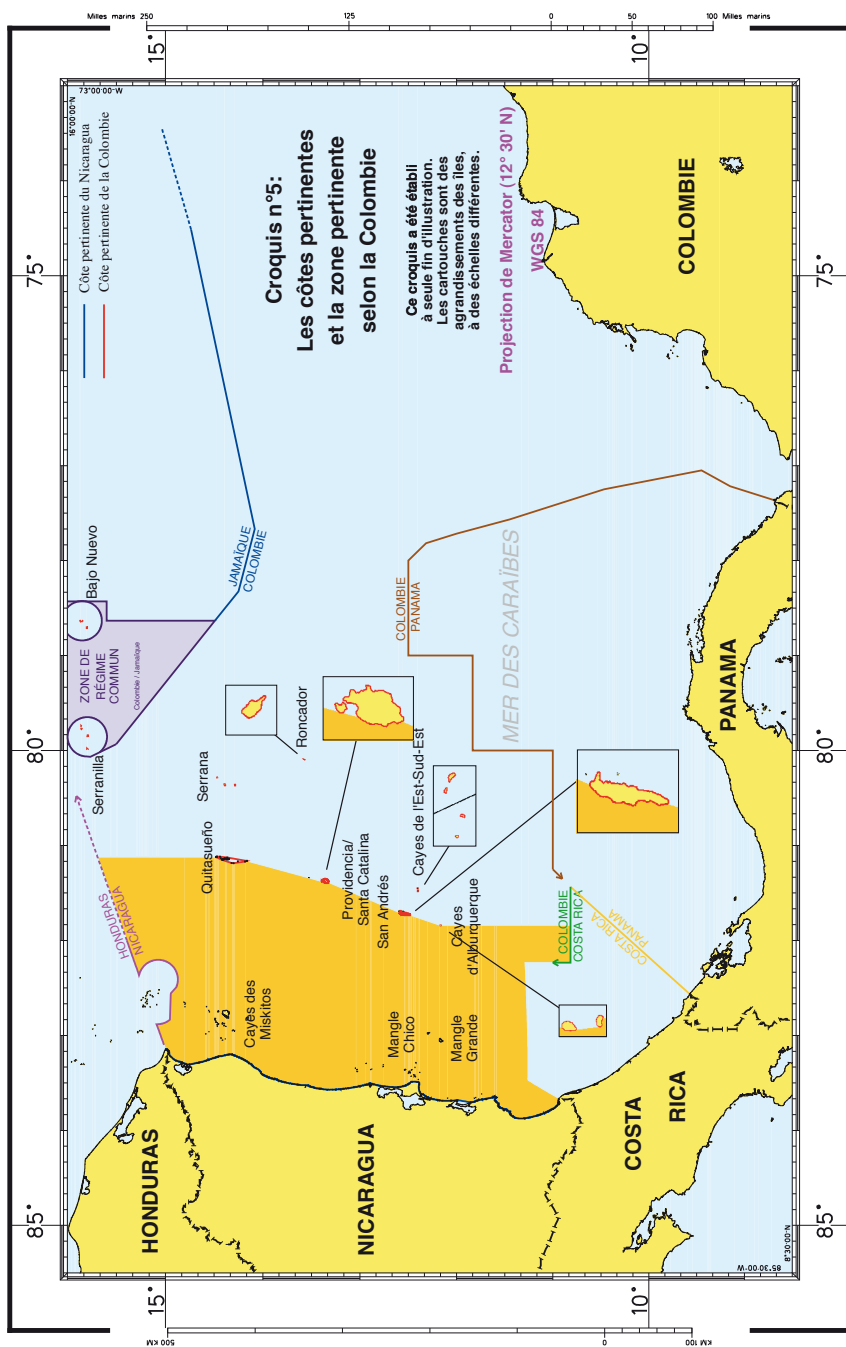 Milles marins 250
125
0
50
100 Milles marins
15°
10°
16°00'00"N
73°00'00"W
Côte pertinente du Nicaragua
Côte pertinente de la Colombie
Croquis n°5:
Les côtes pertinentes
et la zone pertinente
selon la Colombie
Ce croquis a été établi
à seule fin d'illustration.
Les cartouches sont des
agrandissements des îles,
à des échelles différentes.
Projection de Mercator (12° 30' N)
WGS 84
COLOMBIE
75°
75°
Bajo Nuevo
ZONE DE
RÉGIME
COMMUN
Colombie / Jamaïque
JAMAÏQUE
COLOMBIE
COLOMBIE
PANAMA
MER DES CARAÏBES
PANAMA
Serranilla
Serrana
Roncador
80°
80°
Quitasueño
Providencia/
Santa Catalina
San Andrés
Cayes de l'Est-Sud-Est
Cayes
d'Alburquerque
HONDURAS
NICARAGUA
COLOMBIE
COSTA RICA
COSTA RICA
PANAMA
Cayes des
Miskitos
Mangle
Chico
Mangle
Grande
HONDURAS
NICARAGUA
COSTA
RICA
85°
85°
8°30'00"N
85°30'00"W
15°
10°
500 KM
0
KM 100